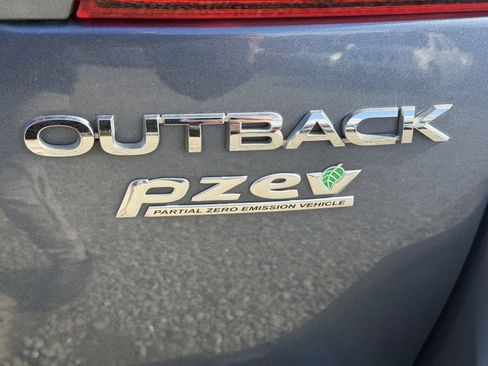 OUTBACK
pzev
PARTIAL ZERO EMISSION VEHICLE